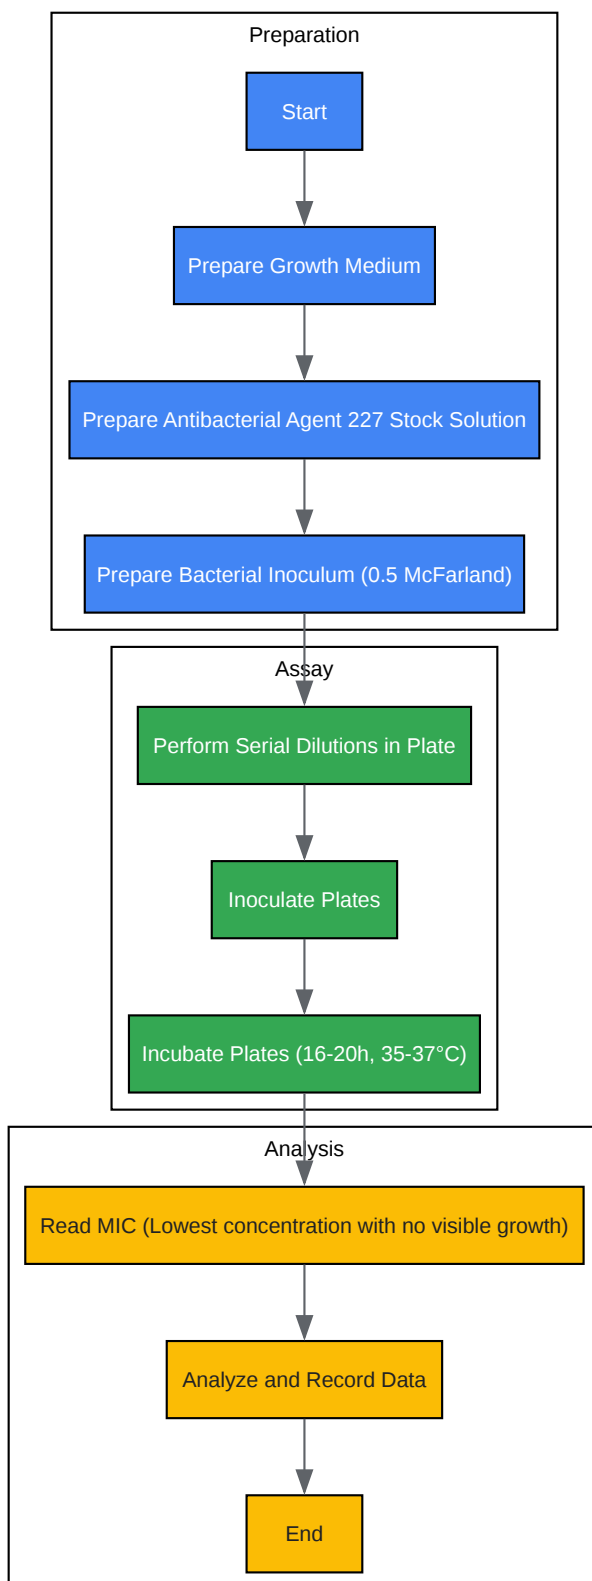 Preparation
Start
Prepare Growth Medium
Prepare Antibacterial Agent 227 Stock Solution
Prepare Bacterial Inoculum (0.5 McFarland)
Assay
Perform Serial Dilutions in Plate
Inoculate Plates
Incubate Plates (16-20h, 35-37°C)
Analysis
Read MIC (Lowest concentration with no visible growth)
Analyze and Record Data
End